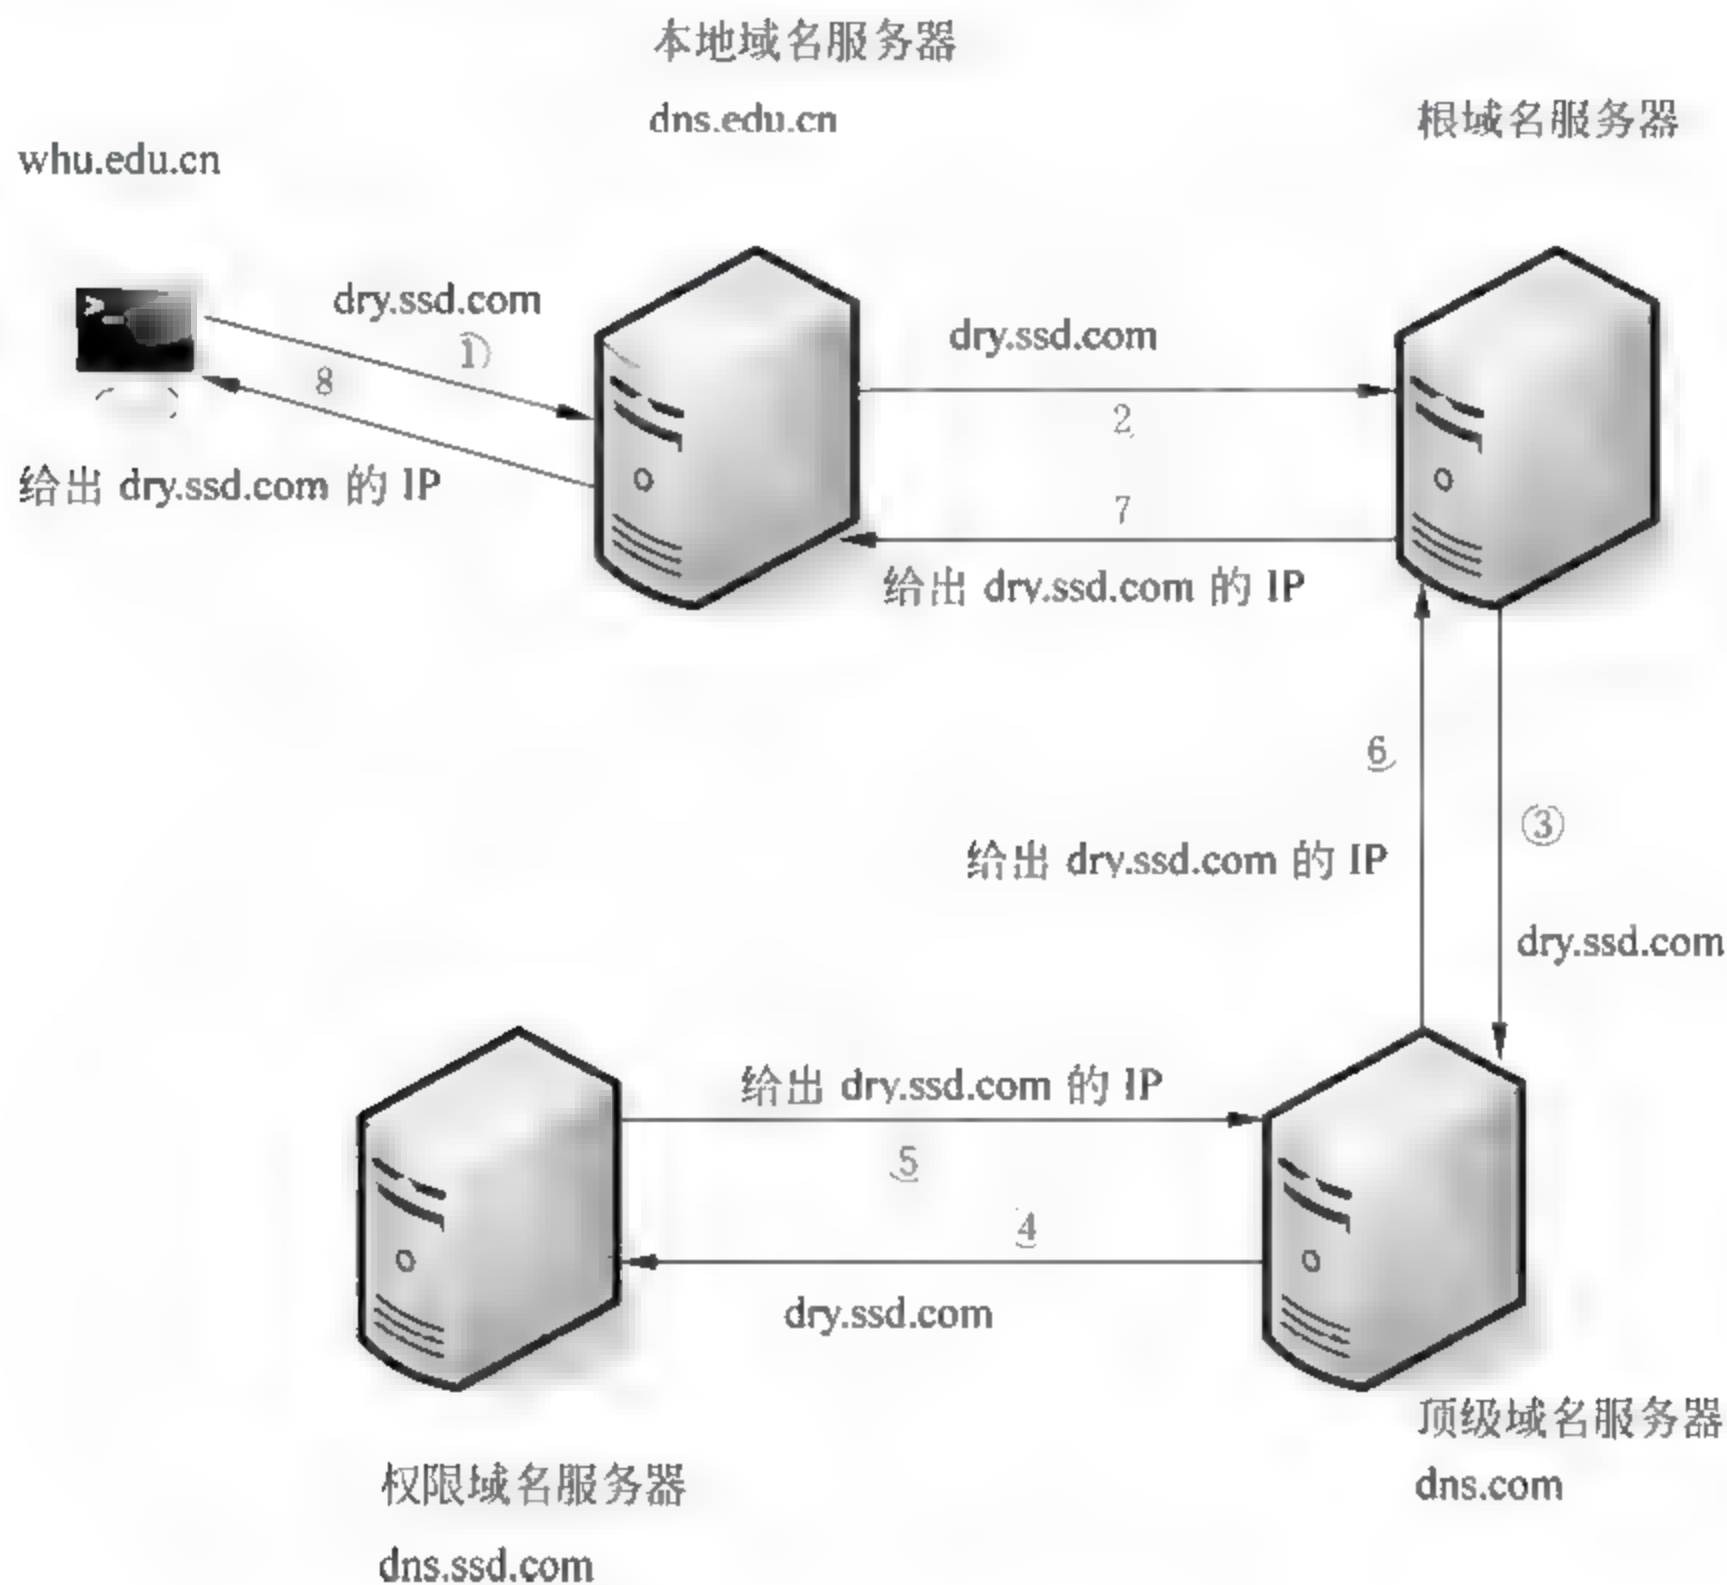 本地域名服务器
dns.edu.cn
根域名服务器
whu.edu.cn
dry.ssd.com
①
dry.ssd.com
8
2
给出 dry.ssd.com 的 IP
7
给出 dry.ssd.com 的 IP
6
③
给出 dry.ssd.com 的 IP
dry.ssd.com
给出 dry.ssd.com 的 IP
5
4
dry.ssd.com
顶级域名服务器
dns.com
权限域名服务器
dns.ssd.com